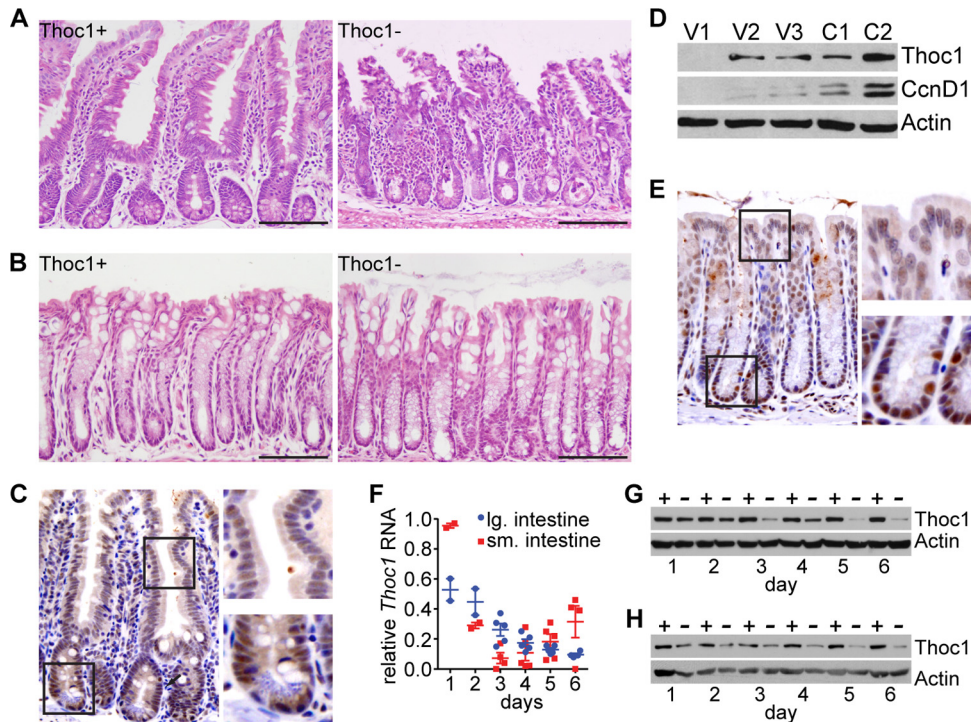 A
Thoc1+
Thoc1-
B
Thoc1+
Thoc1-
C
D
V1 V2 V3 C1 C2
Thoc1
CcnD1
Actin
E
F
relative Thoc1 RNA
1.0
0.8
0.6
0.4
0.2
0.0
lg. intestine
sm. intestine
1 2 3 4 5 6
days
G
+ - + - + - + - + - + -
Thoc1
Actin
1 2 3 4 5 6
day
H
+ - + - + - + - + - + -
Thoc1
Actin
1 2 3 4 5 6
day